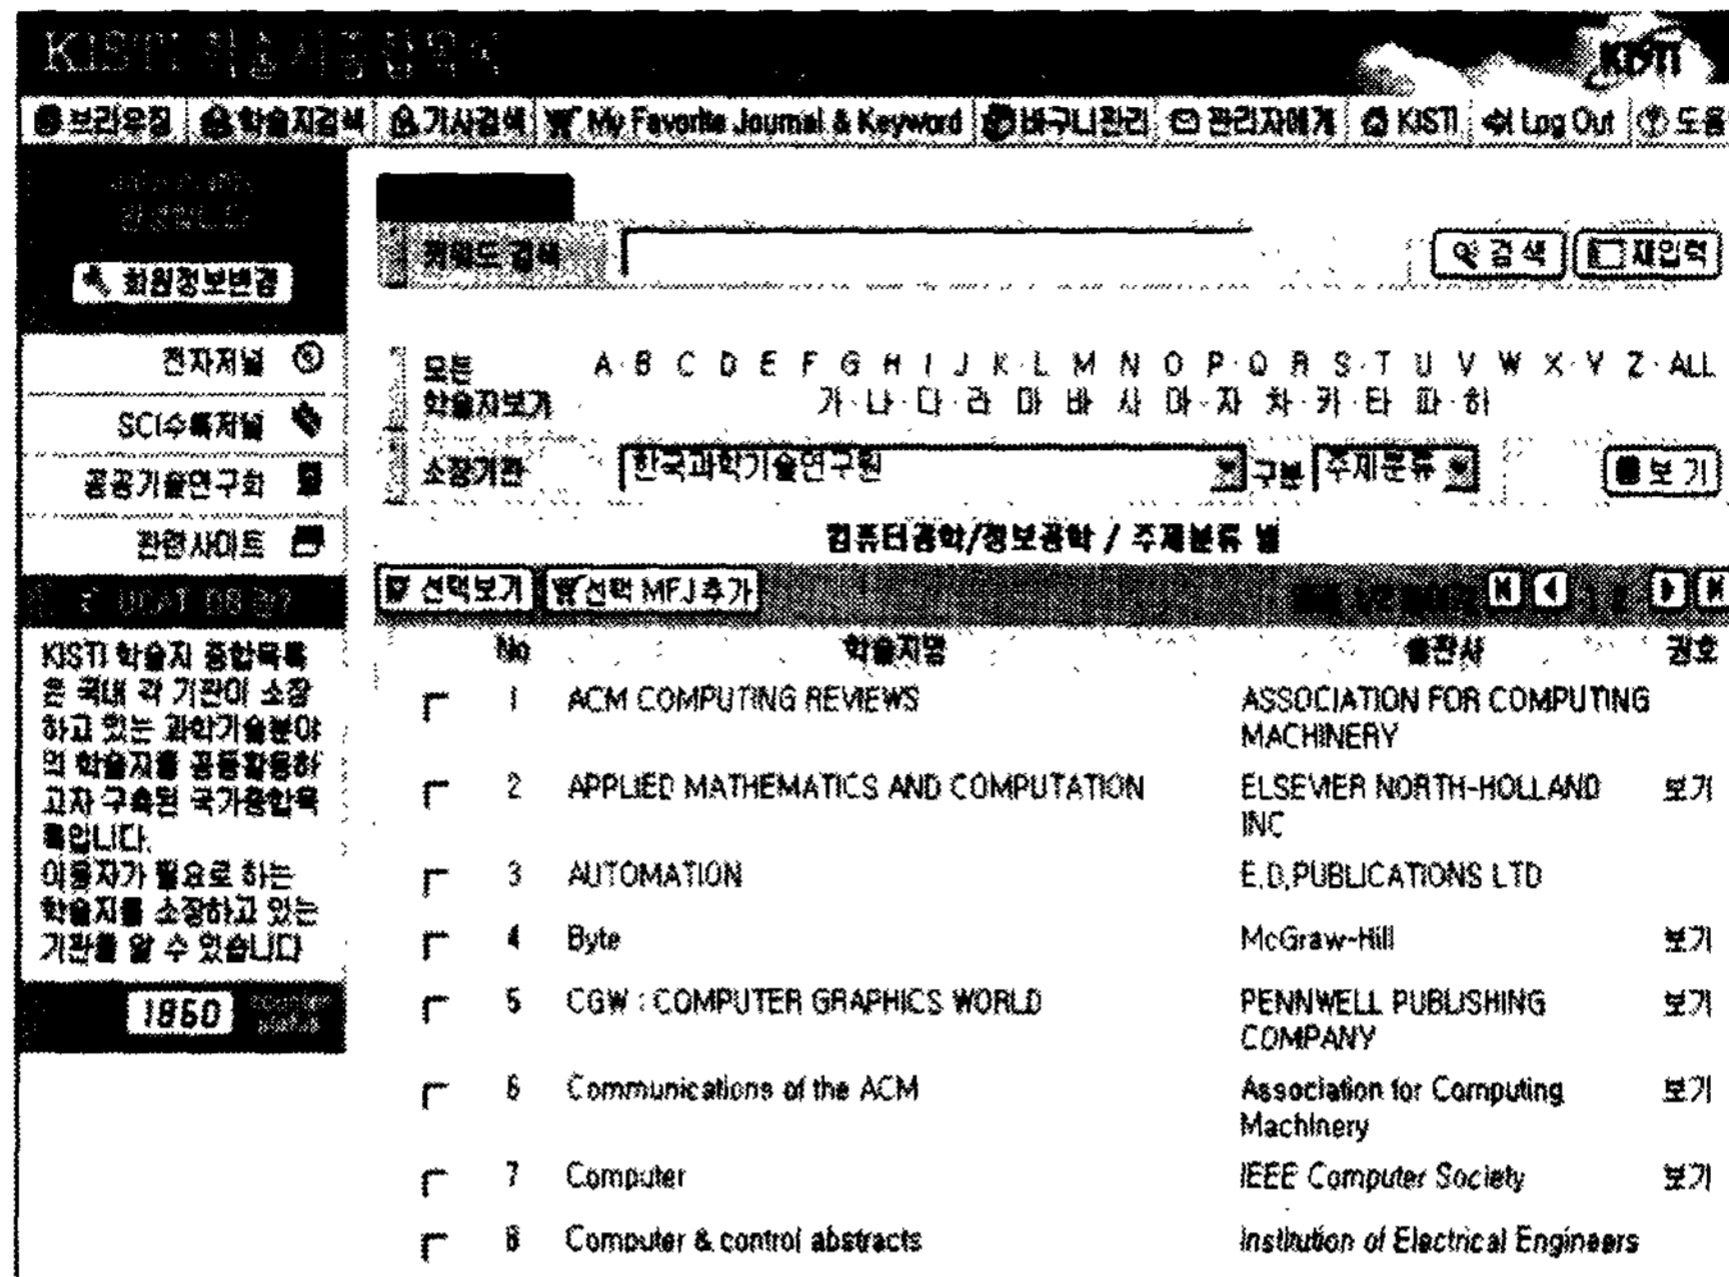 KISTI
브라우징 학술지검색 기사검색 My Favorite Journal & Keyword 바구니관리 관리자에게 KISTI Log Out 도움
회원정보변경
전자저널
SCI수록저널
공공기술연구회
관련사이트
KISTI 학술지 종합목록
은 국내 각 기관이 소장
하고 있는 과학기술분야
의 학술지를 공동활용하
고자 구축된 국가종합목
록입니다.
이용자가 필요로 하는
학술지를 소장하고 있는
기관를 알 수 있습니다
1860
키워드 검색 검색 재입력
모든
학술지보기
A·B C D E F G H I J K·L M N O P·Q R S·T U V W X·Y Z·ALL
가·나·다·라 마 바 사 아·자 차·카·타 파·하
소장기관 한국과학기술연구원 구분 주제분류 보기
컴퓨터공학/정보공학 / 주제분류 별
선택보기 선택 MFJ추가
No 학술지명 출판사 권호
1 ACM COMPUTING REVIEWS ASSOCIATION FOR COMPUTING
MACHINERY
2 APPLIED MATHEMATICS AND COMPUTATION ELSEVIER NORTH-HOLLAND 보기
INC
3 AUTOMATION E.D.PUBLICATIONS LTD
4 Byte McGraw-Hill 보기
5 CGW : COMPUTER GRAPHICS WORLD PENNWELL PUBLISHING 보기
COMPANY
6 Communications of the ACM Association for Computing 보기
Machinery
7 Computer IEEE Computer Society 보기
8 Computer & control abstracts Institution of Electrical Engineers